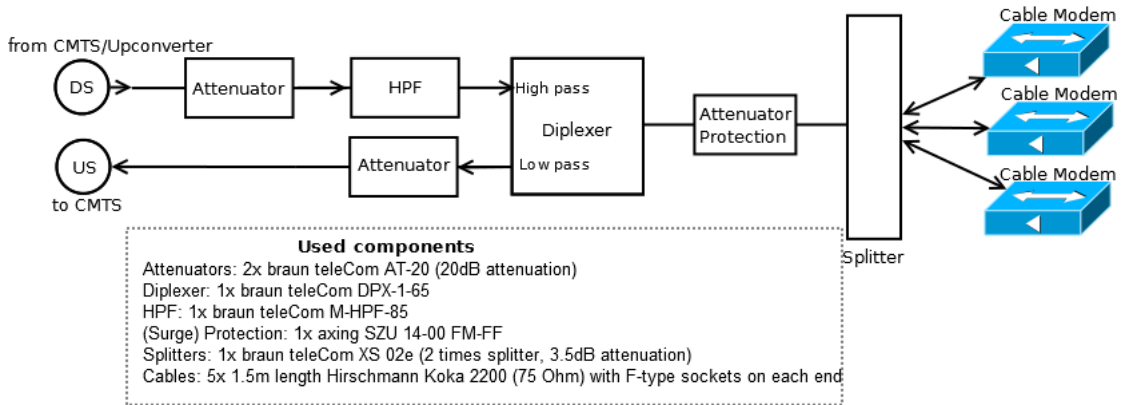 from CMTS/Upconverter
DS
Attenuator
HPF
High pass
Diplexer
Low pass
Attenuator
US
to CMTS
Attenuator
Protection
Splitter
Cable Modem
Cable Modem
Cable Modem
Used components
Attenuators: 2x braun teleCom AT-20 (20dB attenuation)
Diplexer: 1x braun teleCom DPX-1-65
HPF: 1x braun teleCom M-HPF-85
(Surge) Protection: 1x axing SZU 14-00 FM-FF
Splitters: 1x braun teleCom XS 02e (2 times splitter, 3.5dB attenuation)
Cables: 5x 1.5m length Hirschmann Koka 2200 (75 Ohm) with F-type sockets on each end